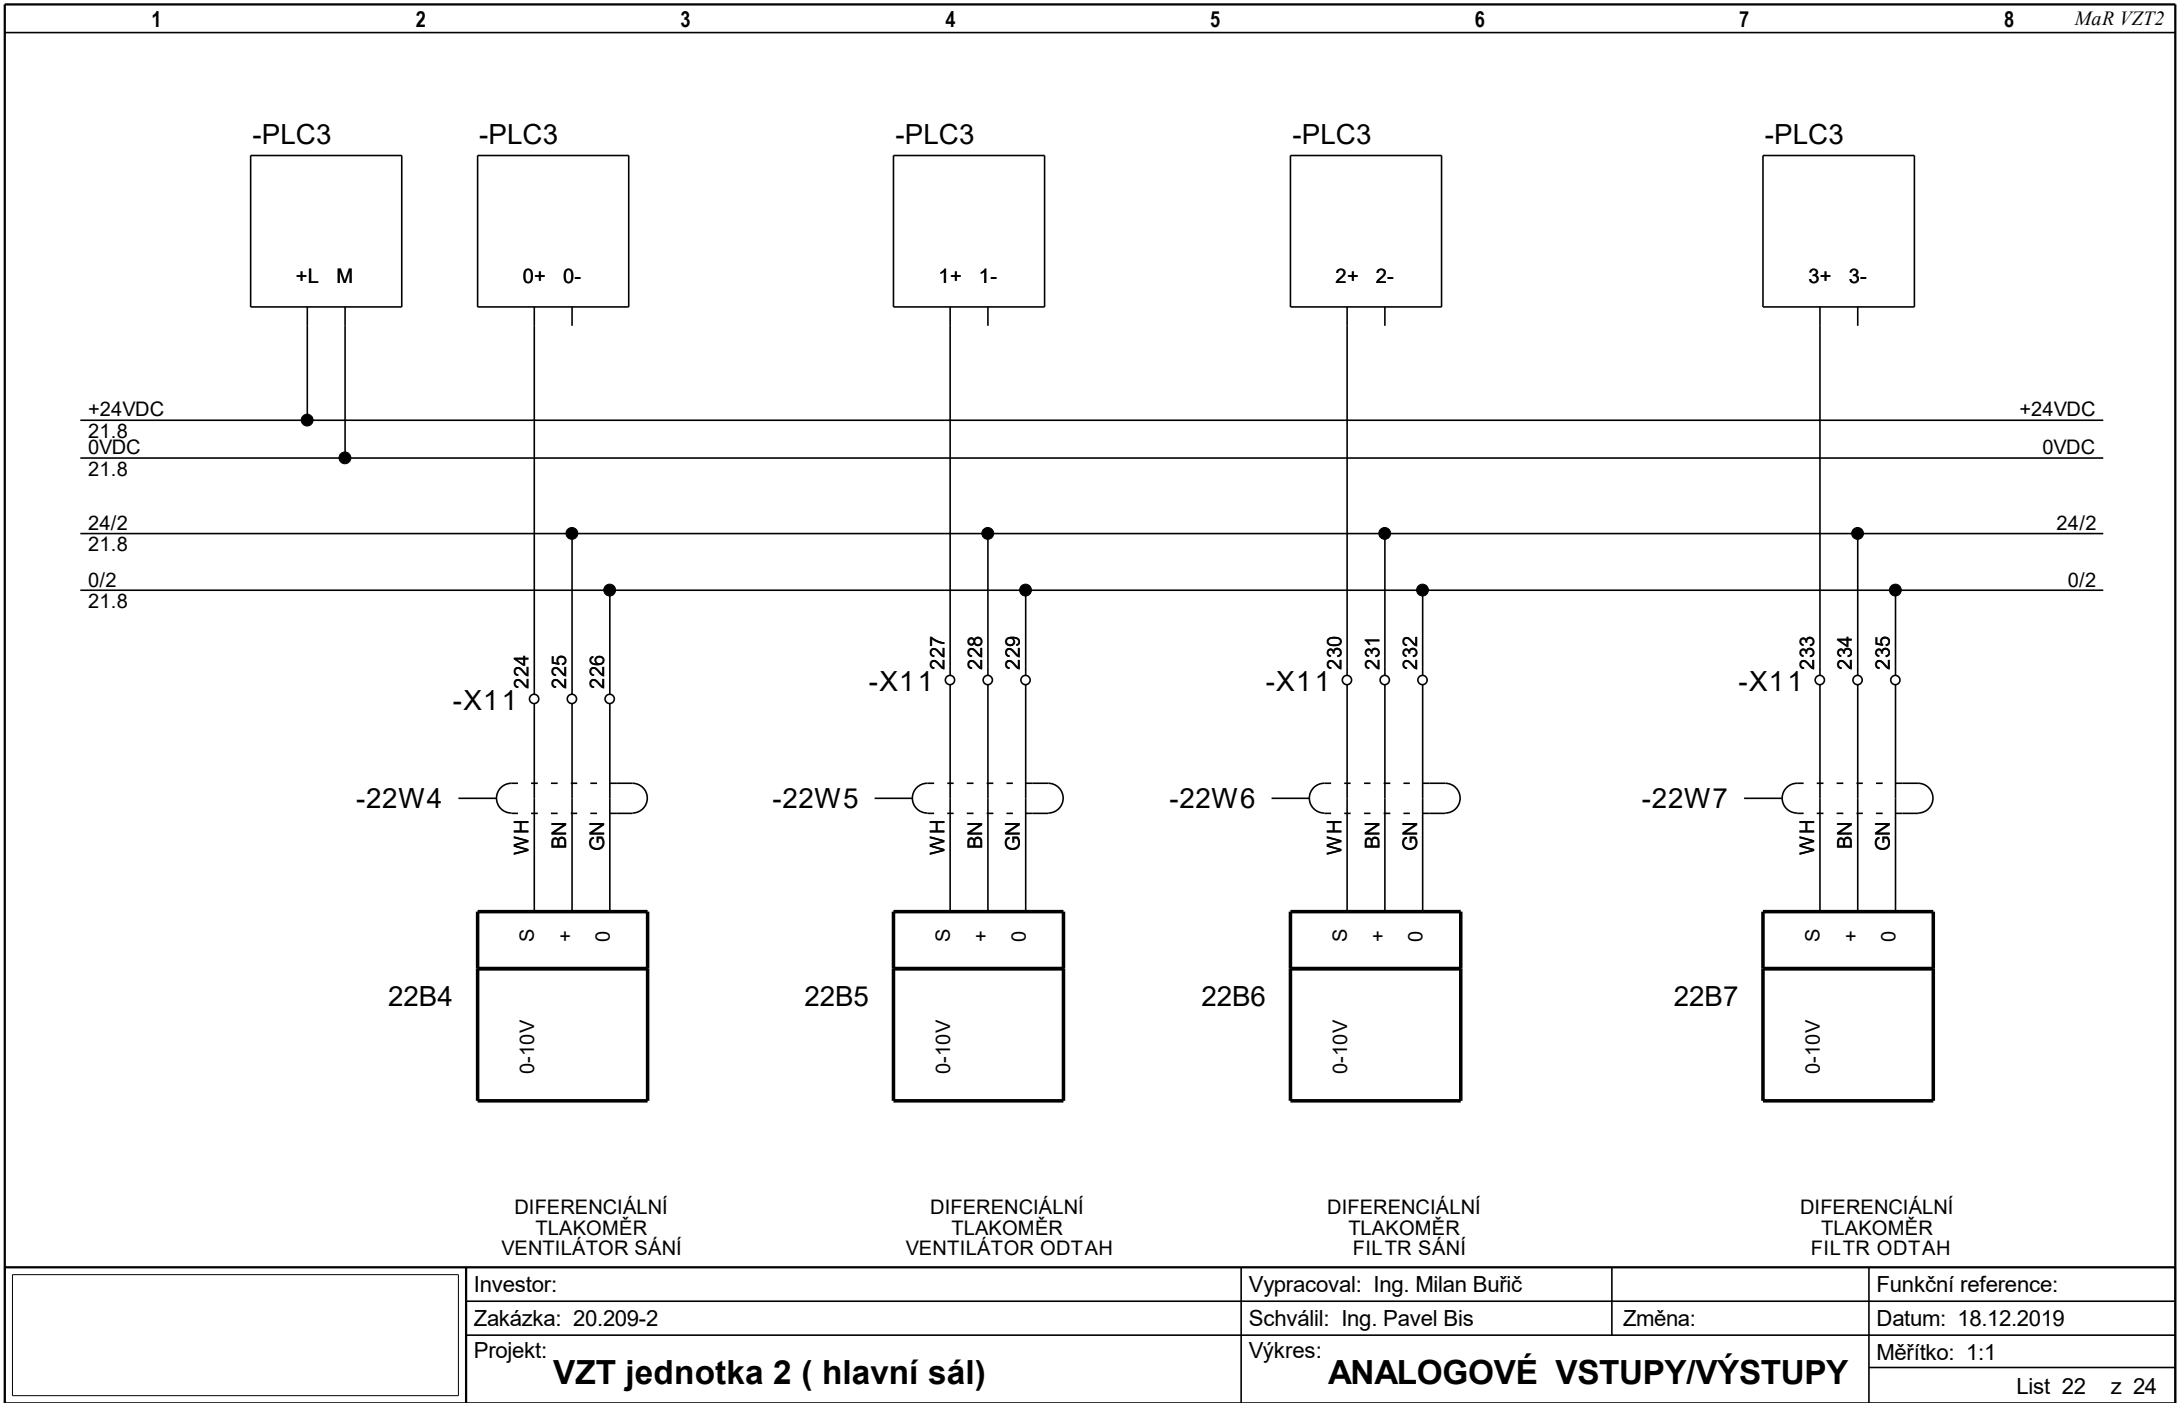 1 2 3 4 5 6 7 8 MaR VZT2
-PLC3 -PLC3 -PLC3 -PLC3 -PLC3
+L M 0+ 0- 1+ 1- 2+ 2- 3+ 3-
+24VDC +24VDC
21.8
0VDC 0VDC
21.8
24/2 24/2
21.8
0/2 0/2
21.8
224 225 226 227 228 229 230 231 232 233 234 235
-X11 -X11 -X11 -X11
-22W4 -22W5 -22W6 -22W7
WH BN GN WH BN GN WH BN GN WH BN GN
S + 0 S + 0 S + 0 S + 0
22B4 22B5 22B6 22B7
0-10V 0-10V 0-10V 0-10V
DIFERENCIÁLNÍ
TLAKOMĚR
VENTILÁTOR SÁNÍ
DIFERENCIÁLNÍ
TLAKOMĚR
VENTILÁTOR ODTAH
DIFERENCIÁLNÍ
TLAKOMĚR
FILTR SÁNÍ
DIFERENCIÁLNÍ
TLAKOMĚR
FILTR ODTAH
Investor:
Zakázka: 20.209-2
Projekt: VZT jednotka 2 ( hlavní sál)
Vypracoval: Ing. Milan Buřič
Schválil: Ing. Pavel Bis
Změna:
Výkres: ANALOGOVÉ VSTUPY/VÝSTUPY
Funkční reference:
Datum: 18.12.2019
Měřítko: 1:1
List 22 z 24